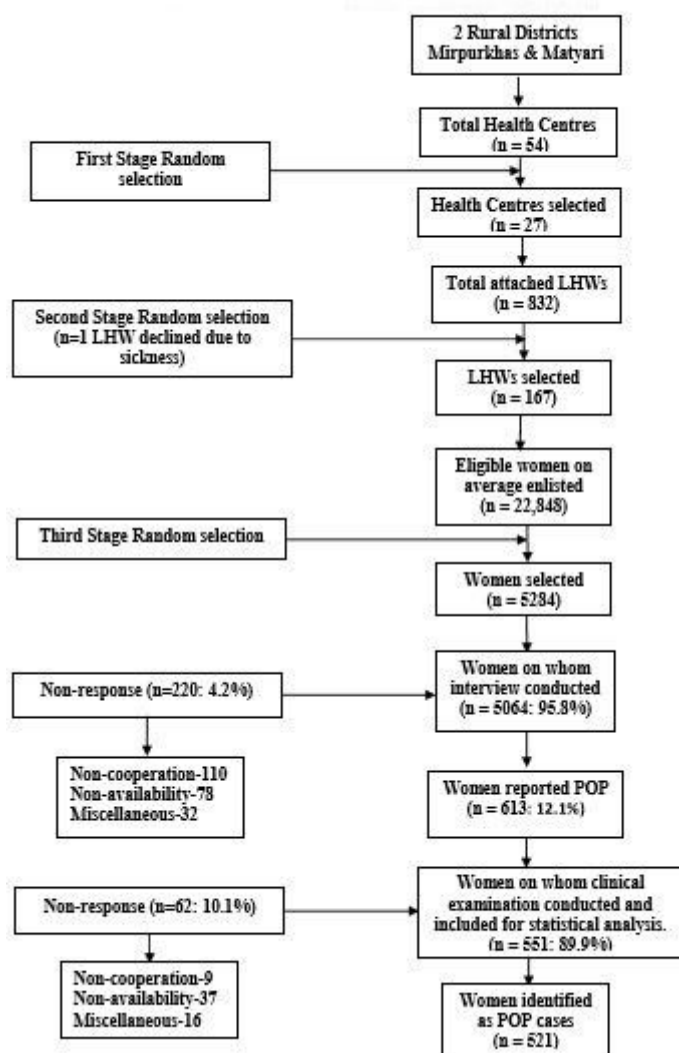 2 Rural Districts
Mirpurkhas & Matyari
Total Health Centres
(n = 54)
First Stage Random
selection
Health Centres selected
(n = 27)
Total attached LHWs
(n = 832)
Second Stage Random selection
(n=1 LHW declined due to
sickness)
LHWs selected
(n = 167)
Eligible women on
average enlisted
(n = 22,848)
Third Stage Random selection
Women selected
(n = 5284)
Women on whom
interview conducted
(n = 5064: 95.8%)
Non-response (n=220: 4.2%)
Non-cooperation-110
Non-availability-78
Miscellaneous-32
Women reported POP
(n = 613: 12.1%)
Women on whom clinical
examination conducted and
included for statistical analysis.
(n = 551: 89.9%)
Non-response (n=62: 10.1%)
Non-cooperation-9
Non-availability-37
Miscellaneous-16
Women identified
as POP cases
(n = 521)